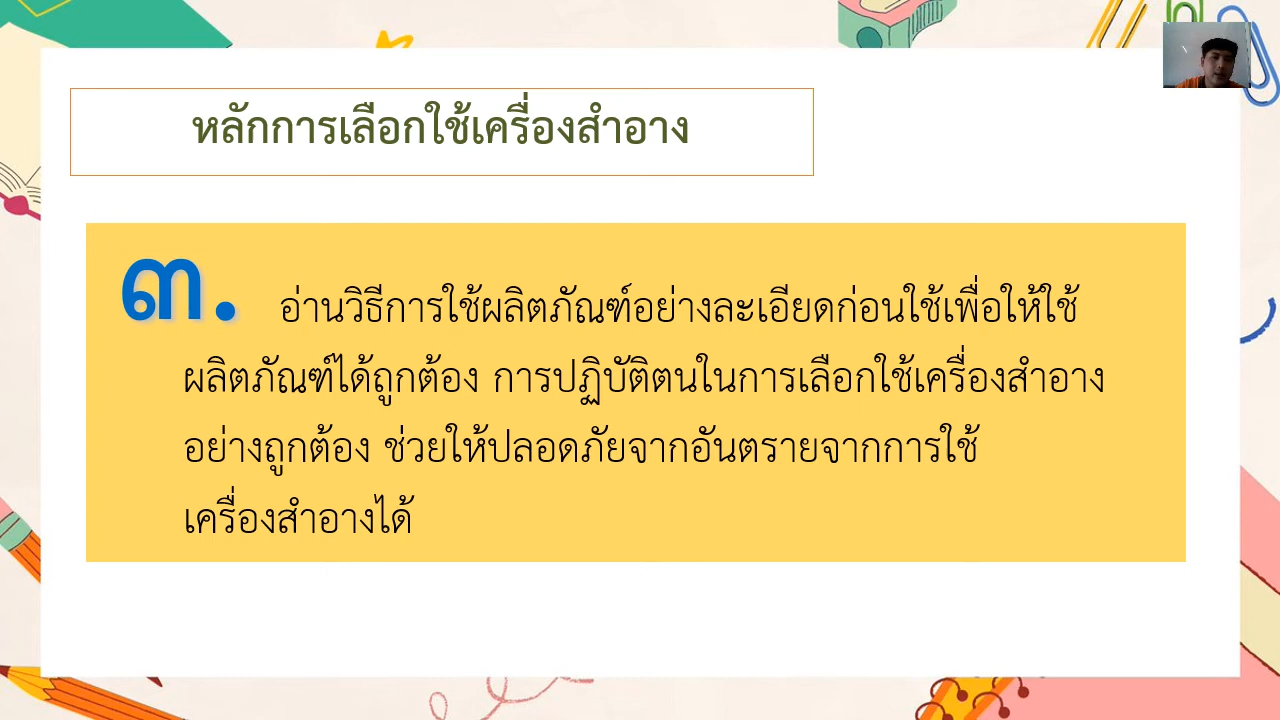 หลักการเลือกใช้เครื่องสำอาง
๓. อ่านวิธีการใช้ผลิตภัณฑ์อย่างละเอียดก่อนใช้เพื่อให้ใช้
ผลิตภัณฑ์ได้ถูกต้อง การปฏิบัติตนในการเลือกใช้เครื่องสำอาง
อย่างถูกต้อง ช่วยให้ปลอดภัยจากอันตรายจากการใช้
เครื่องสำอางได้